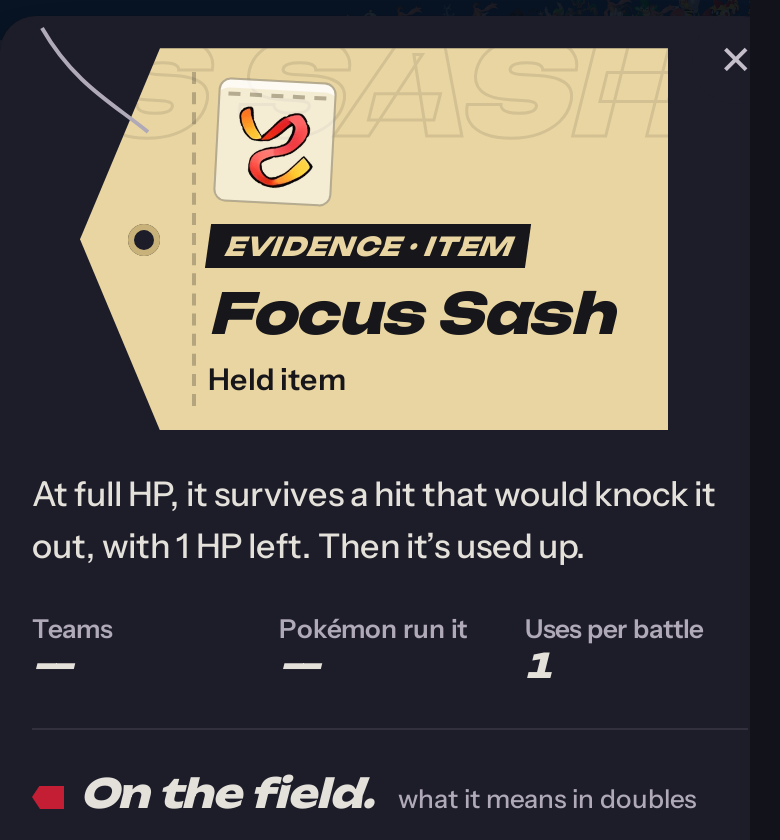 S SASH
EVIDENCE · ITEM
Focus Sash
Held item
At full HP, it survives a hit that would knock it
out, with 1 HP left. Then it’s used up.
Teams
Pokémon run it
Uses per battle
—
—
1
On the field. what it means in doubles